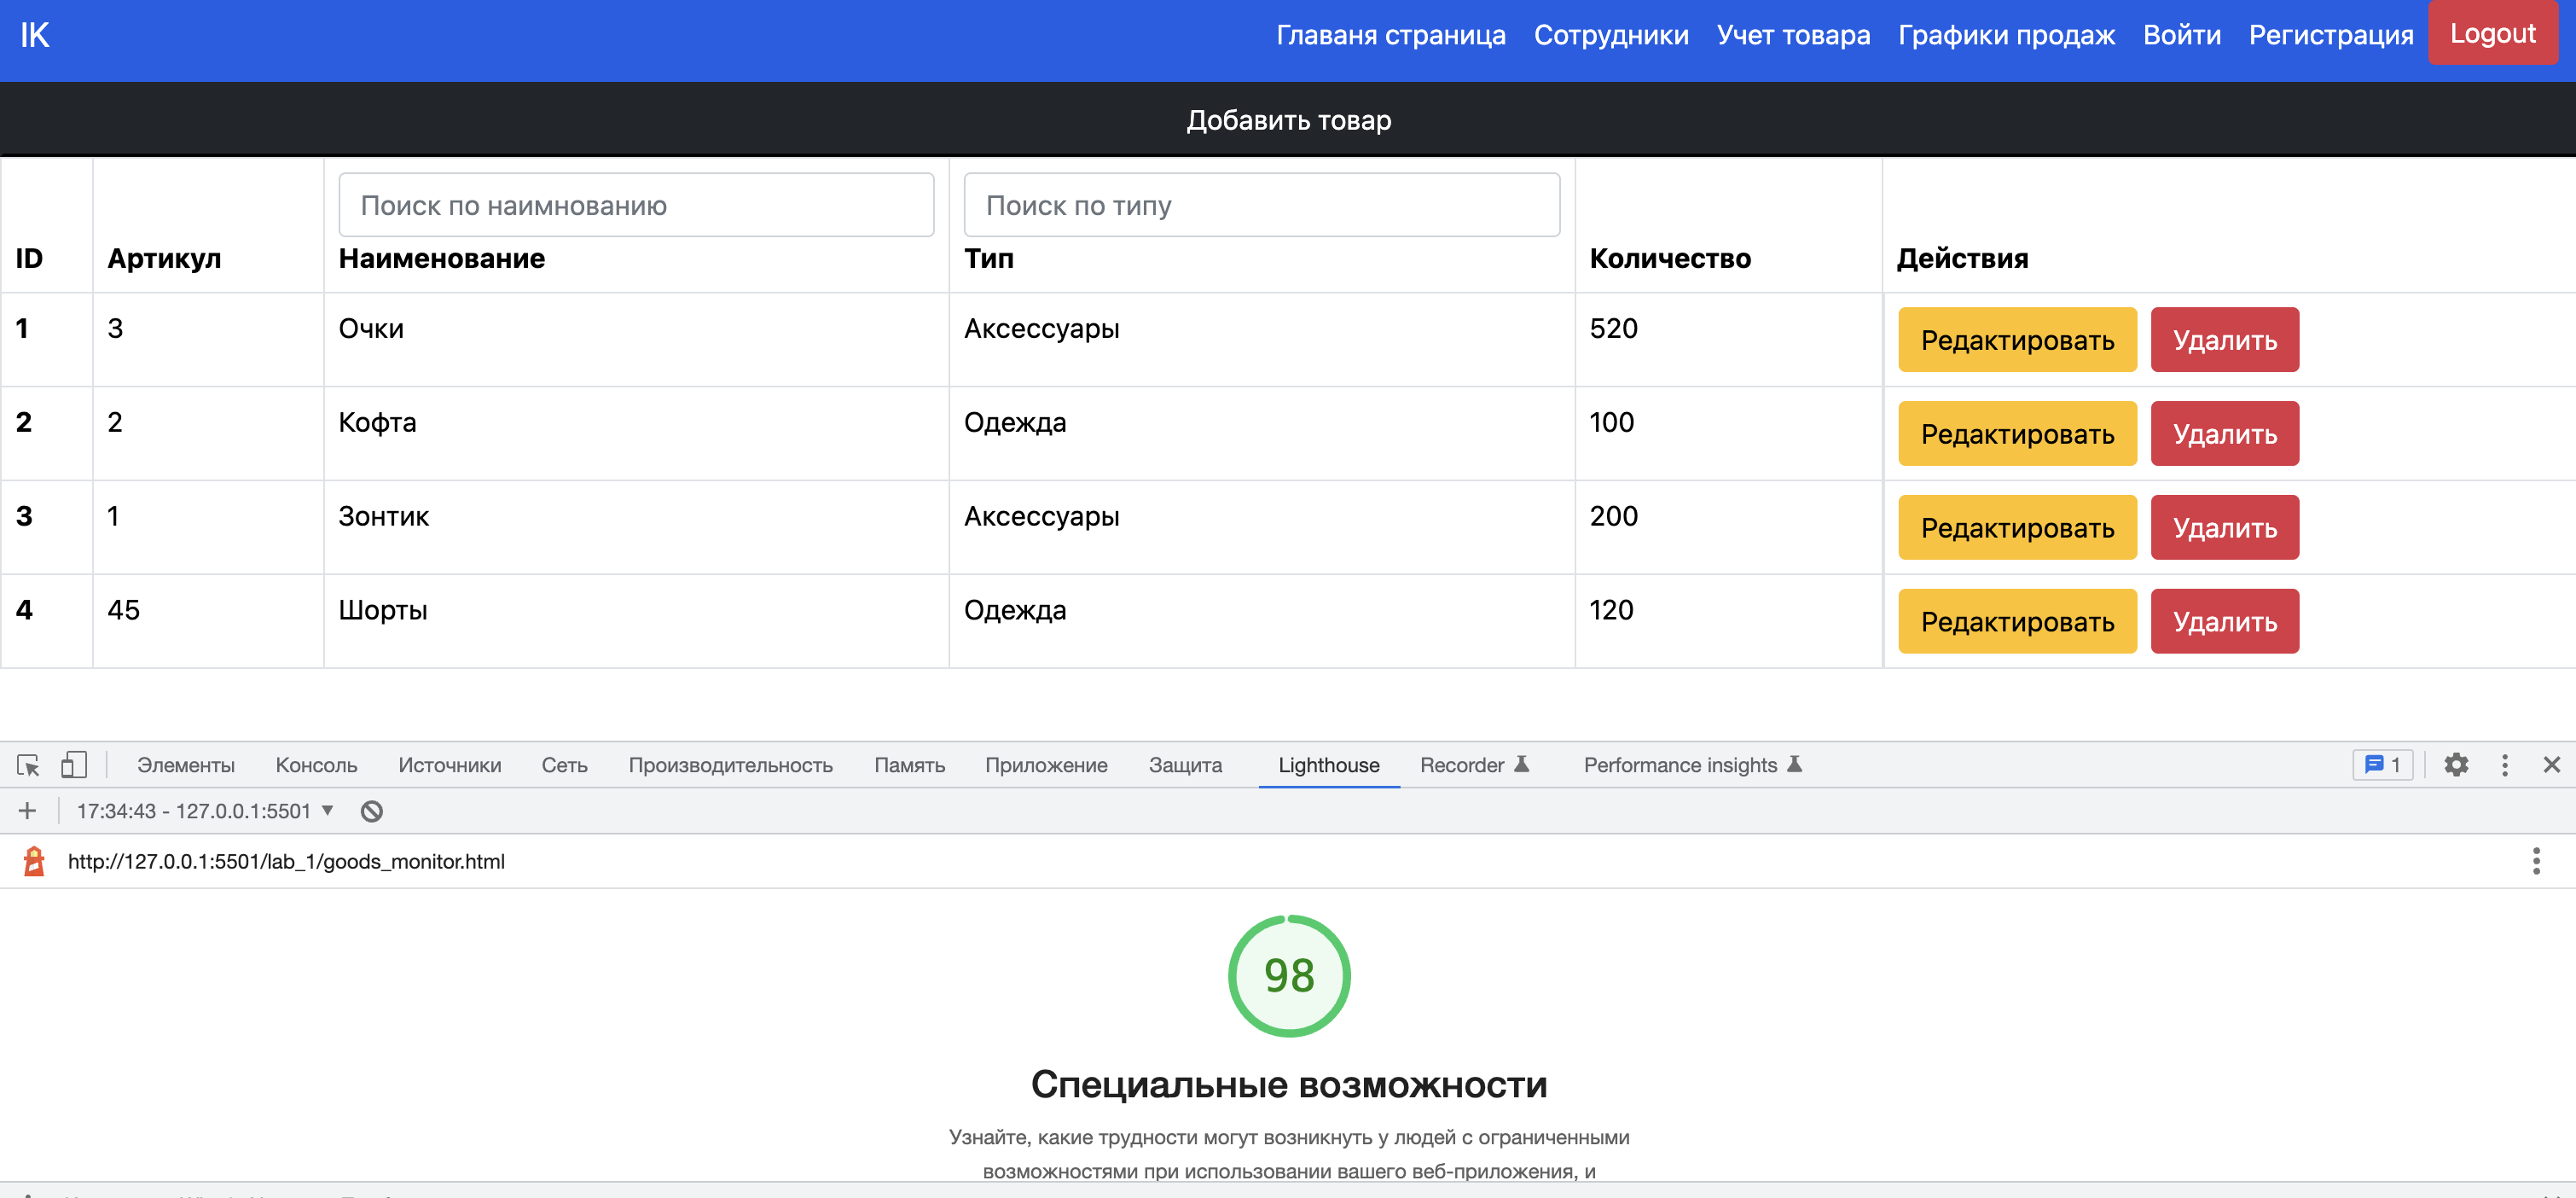 IK Главаня страница Сотрудники Учет товара Графики продаж Войти Регистрация Logout
Добавить товар
Поиск по наимнованию Поиск по типу
ID Артикул Наименование Тип Количество Действия
1 3 Очки Аксессуары 520 Редактировать Удалить
2 2 Кофта Одежда 100 Редактировать Удалить
3 1 Зонтик Аксессуары 200 Редактировать Удалить
4 45 Шорты Одежда 120 Редактировать Удалить
Элементы Консоль Источники Сеть Производительность Память Приложение Защита Lighthouse Recorder Performance insights 1
17:34:43 - 127.0.0.1:5501
http://127.0.0.1:5501/lab_1/goods_monitor.html
98
Специальные возможности
Узнайте, какие трудности могут возникнуть у людей с ограниченными
возможностями при использовании вашего веб-приложения, и